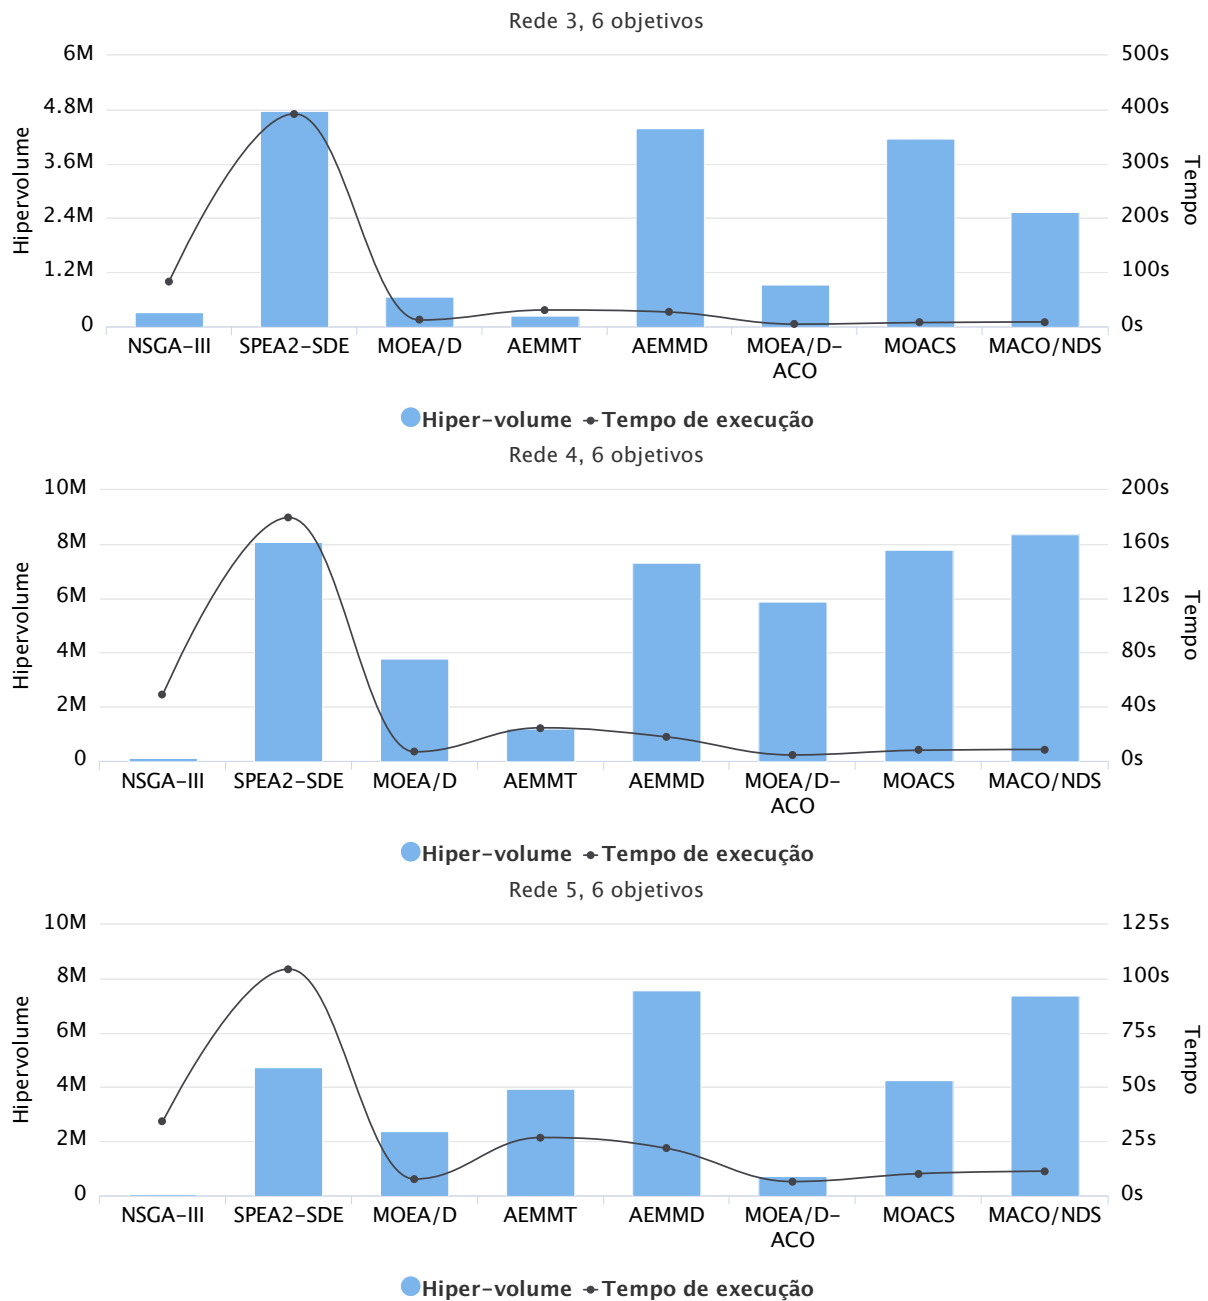 Rede 3, 6 objetivos
6M
500s
4.8M
400s
3.6M
300s
2.4M
200s
1.2M
100s
0
0s
Hipervolume
Tempo
NSGA-III SPEA2-SDE MOEA/D AEMMT AEMMD MOEA/D-ACO MOACS MACO/NDS
Hiper-volume Tempo de execução
Rede 4, 6 objetivos
10M
200s
8M
160s
6M
120s
4M
80s
2M
40s
0
0s
Hipervolume
Tempo
NSGA-III SPEA2-SDE MOEA/D AEMMT AEMMD MOEA/D-ACO MOACS MACO/NDS
Hiper-volume Tempo de execução
Rede 5, 6 objetivos
10M
125s
8M
100s
6M
75s
4M
50s
2M
25s
0
0s
Hipervolume
Tempo
NSGA-III SPEA2-SDE MOEA/D AEMMT AEMMD MOEA/D-ACO MOACS MACO/NDS
Hiper-volume Tempo de execução